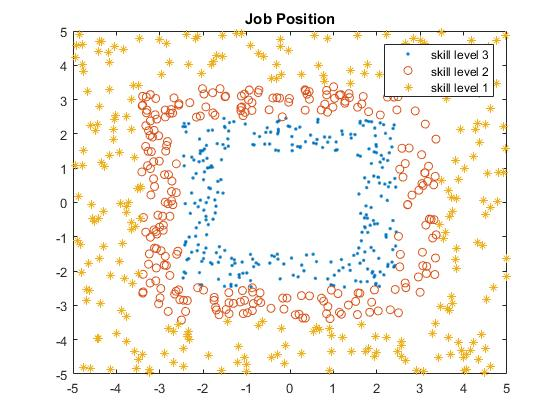 Job Position
skill level 3
skill level 2
skill level 1
5
4
3
2
1
0
-1
-2
-3
-4
-5
-5 -4 -3 -2 -1 0 1 2 3 4 5